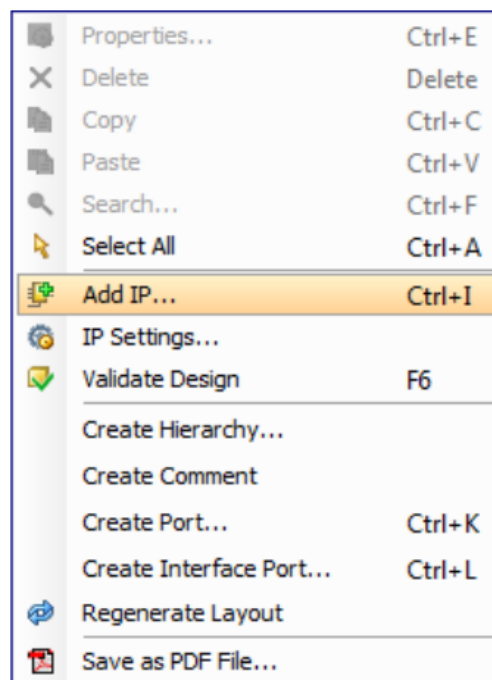 Properties... Ctrl+E
Delete Delete
Copy Ctrl+C
Paste Ctrl+V
Search... Ctrl+F
Select All Ctrl+A
Add IP... Ctrl+I
IP Settings...
Validate Design F6
Create Hierarchy...
Create Comment
Create Port... Ctrl+K
Create Interface Port... Ctrl+L
Regenerate Layout
Save as PDF File...